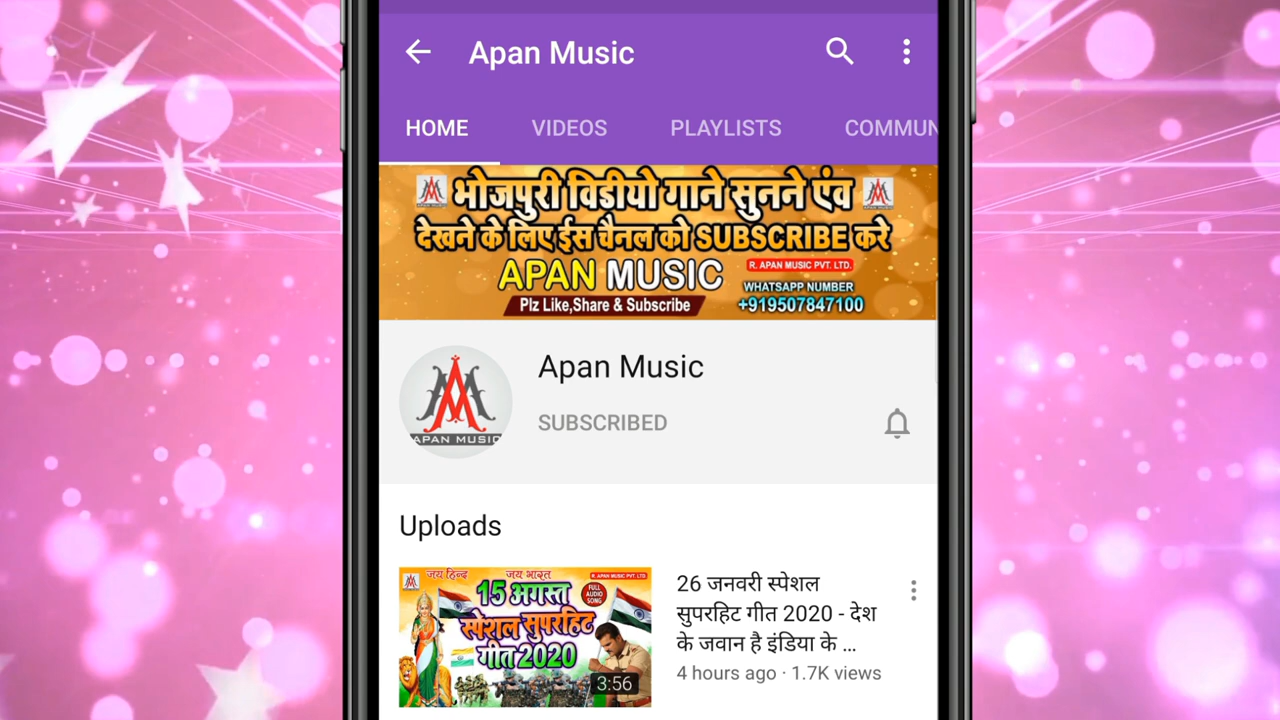 Apan Music
HOME VIDEOS PLAYLISTS COMMUN
भोजपुरी विडीयो गाने सुनने एंव
देखने के लिए ईस चैनल को SUBSCRIBE करे
APAN MUSIC
R. APAN MUSIC PVT. LTD.
WHATSAPP NUMBER
Plz Like,Share & Subscribe
+919507847100
Apan Music
SUBSCRIBED
APAN MUSIC
Uploads
जय हिन्द जय भारत
R. APAN MUSIC PVT. LTD
15 अगस्त
FULL
AUDIO
SONG
स्पेशल सुपरहिट
गीत 2020
3:56
26 जनवरी स्पेशल
सुपरहिट गीत 2020 - देश
के जवान है इंडिया के ...
4 hours ago · 1.7K views